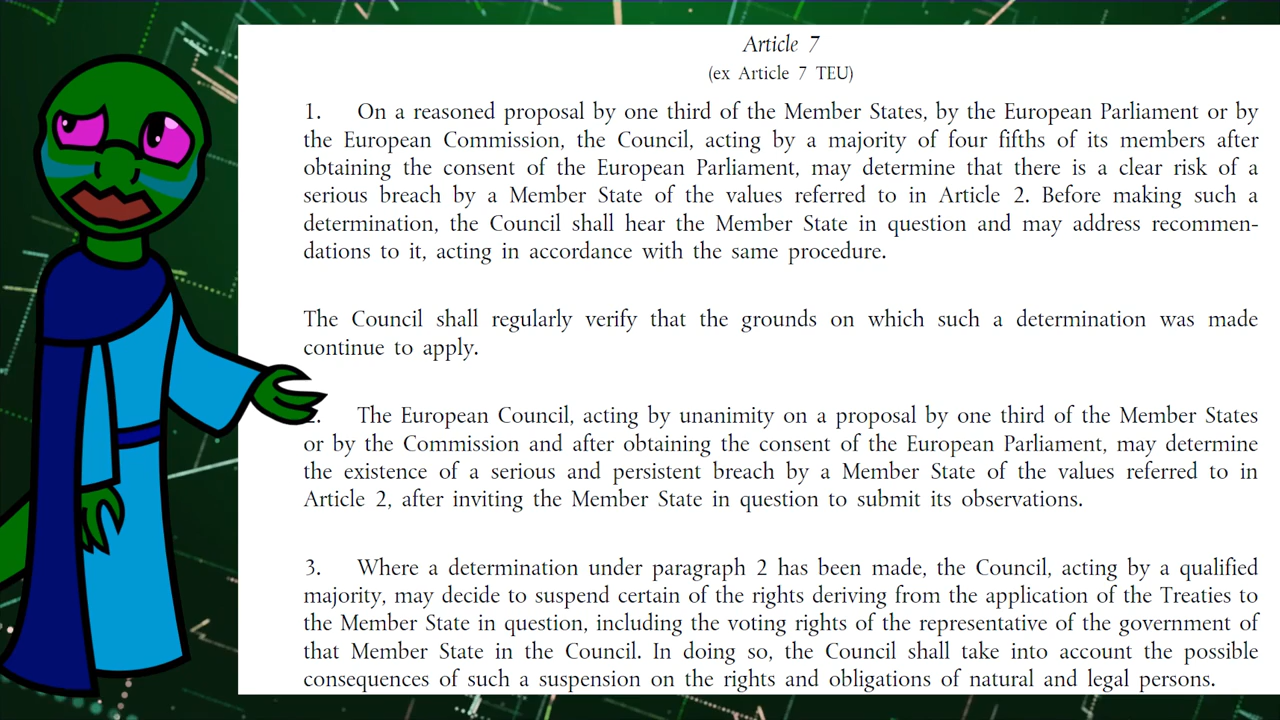 Article 7
(ex Article 7 TEU)
1. On a reasoned proposal by one third of the Member States, by the European Parliament or by
the European Commission, the Council, acting by a majority of four fifths of its members after
obtaining the consent of the European Parliament, may determine that there is a clear risk of a
serious breach by a Member State of the values referred to in Article 2. Before making such a
determination, the Council shall hear the Member State in question and may address recommen-
dations to it, acting in accordance with the same procedure.
The Council shall regularly verify that the grounds on which such a determination was made
continue to apply.
2. The European Council, acting by unanimity on a proposal by one third of the Member States
or by the Commission and after obtaining the consent of the European Parliament, may determine
the existence of a serious and persistent breach by a Member State of the values referred to in
Article 2, after inviting the Member State in question to submit its observations.
3. Where a determination under paragraph 2 has been made, the Council, acting by a qualified
majority, may decide to suspend certain of the rights deriving from the application of the Treaties to
the Member State in question, including the voting rights of the representative of the government of
that Member State in the Council. In doing so, the Council shall take into account the possible
consequences of such a suspension on the rights and obligations of natural and legal persons.